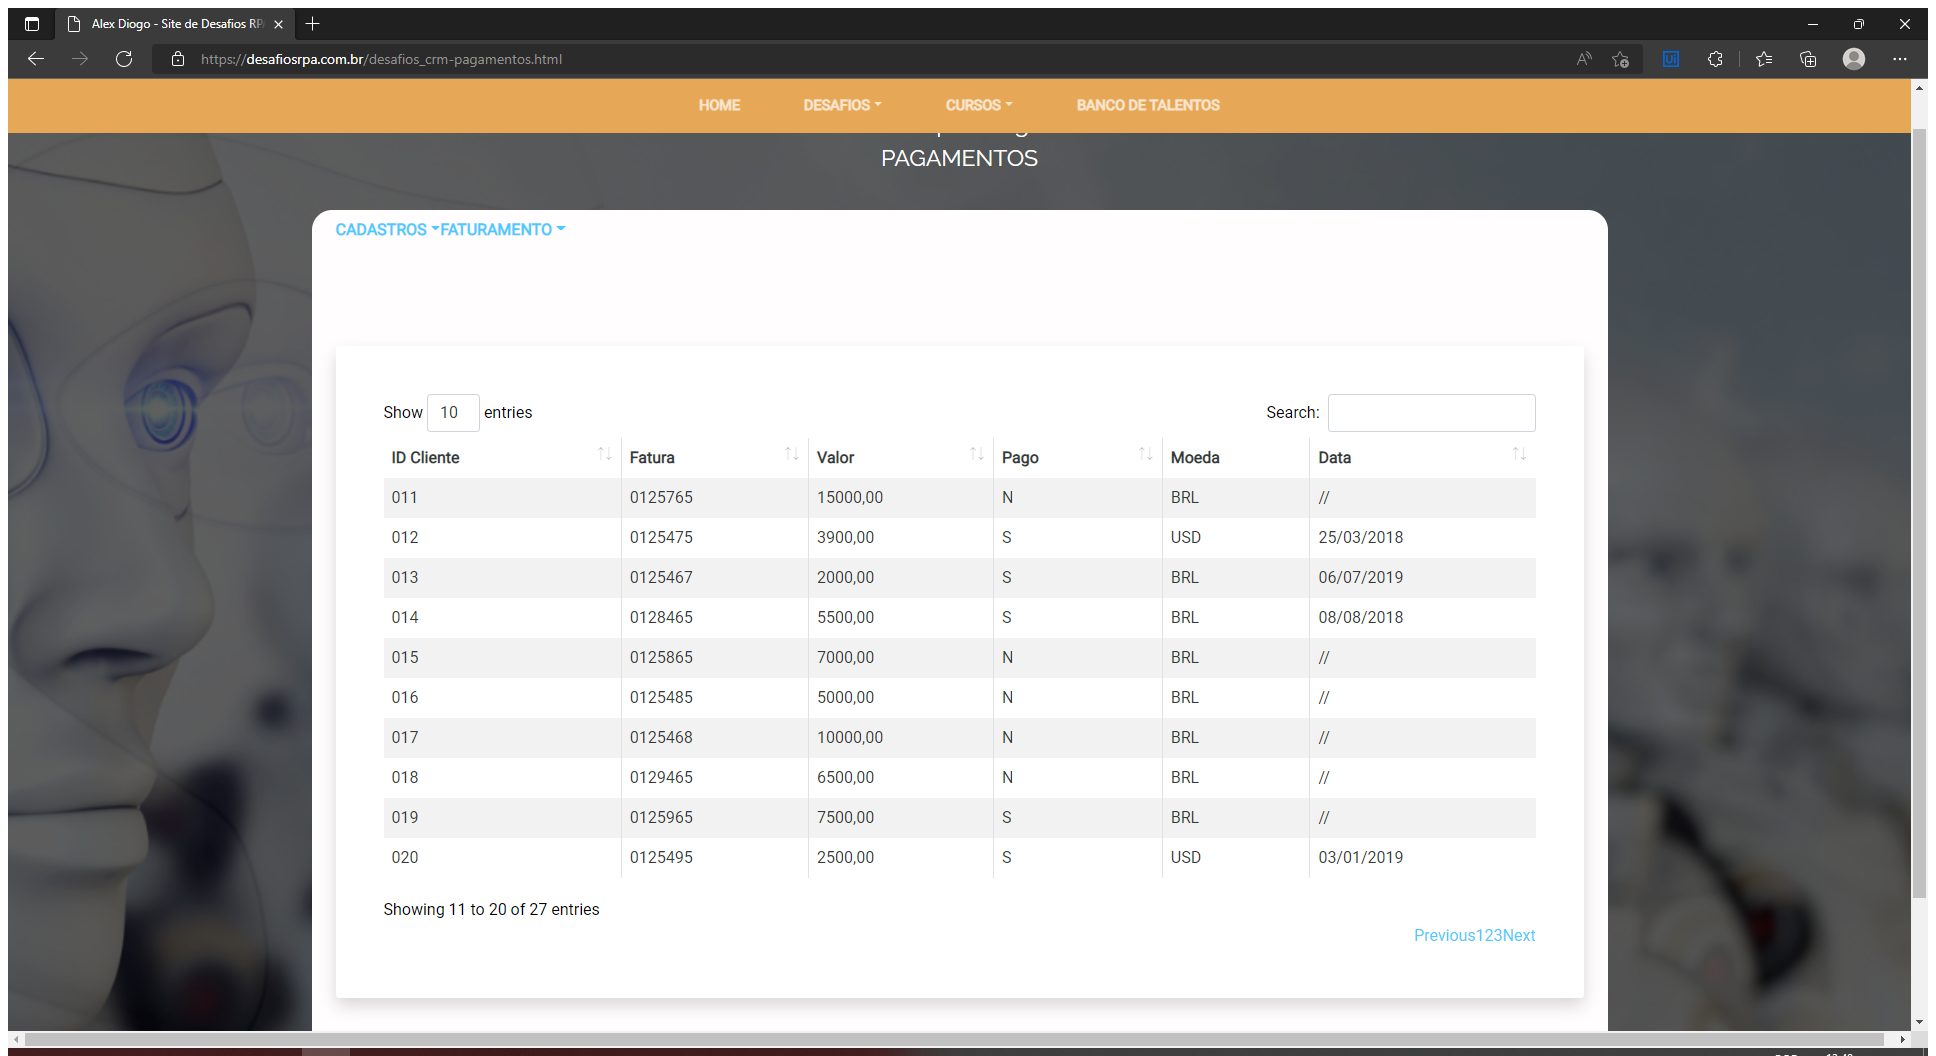 Alex Diogo - Site de Desafios RP
https://desafiosrpa.com.br/desafios_crm-pagamentos.html
HOME DESAFIOS CURSOS BANCO DE TALENTOS
PAGAMENTOS
CADASTROS FATURAMENTO
Show 10 entries Search:
ID Cliente Fatura Valor Pago Moeda Data
011 0125765 15000,00 N BRL //
012 0125475 3900,00 S USD 25/03/2018
013 0125467 2000,00 S BRL 06/07/2019
014 0128465 5500,00 S BRL 08/08/2018
015 0125865 7000,00 N BRL //
016 0125485 5000,00 N BRL //
017 0125468 10000,00 N BRL //
018 0129465 6500,00 N BRL //
019 0125965 7500,00 S BRL //
020 0125495 2500,00 S USD 03/01/2019
Showing 11 to 20 of 27 entries
Previous123Next